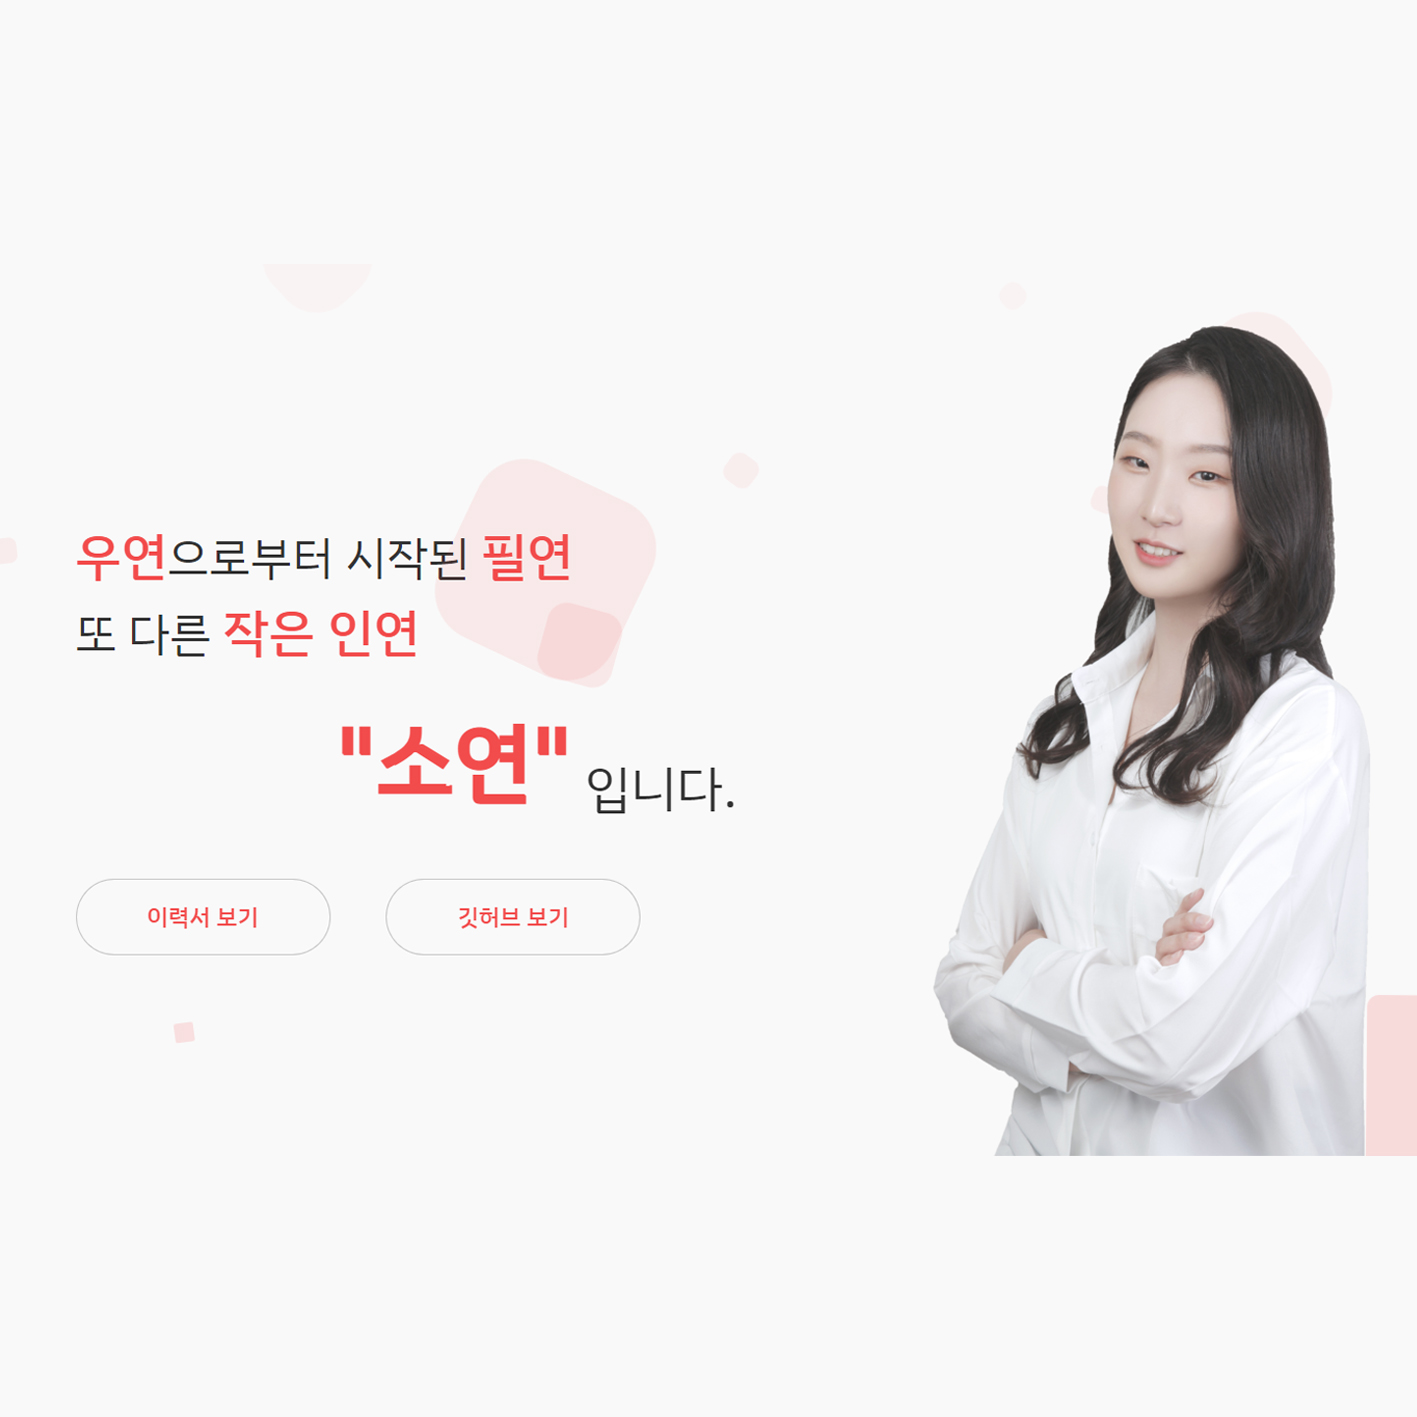 우연으로부터 시작된 필연
또 다른 작은 인연
"소연" 입니다.
이력서 보기
깃허브 보기